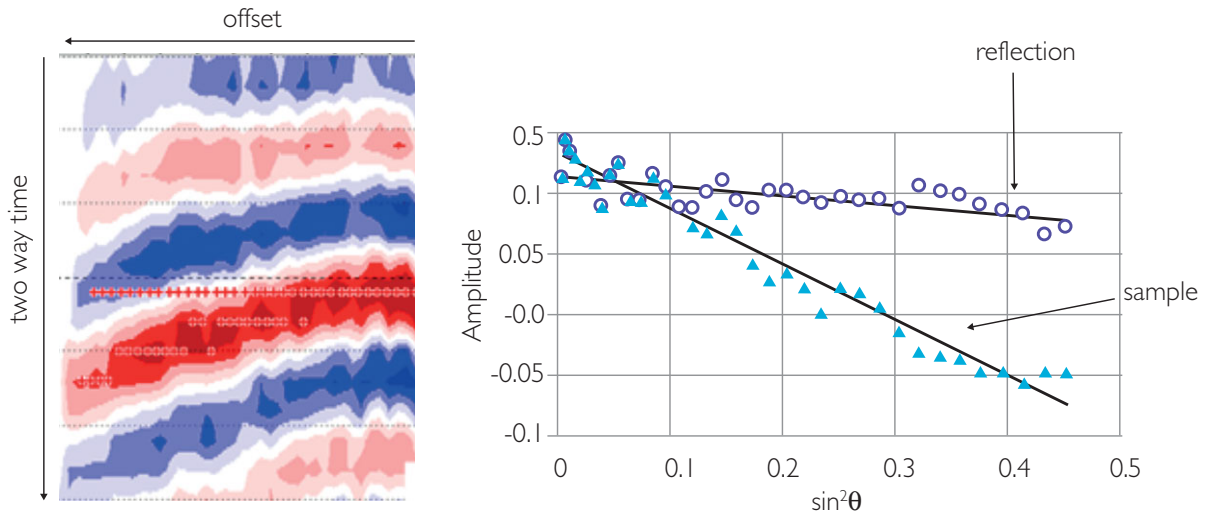 offset
two way time
reflection
sample
Amplitude
0.5
0.1
0.05
-0.0
-0.05
-0.1
0 0.1 0.2 0.3 0.4 0.5
sin²θ